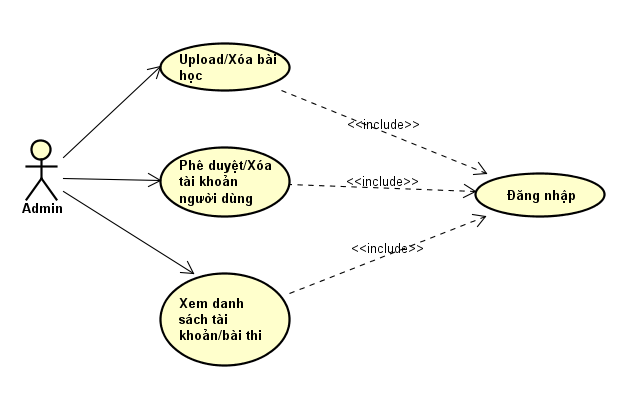 Upload/Xóa bài
học
<<include>>
Admin
Phê duyệt/Xóa
tài khoản
người dùng
<<include>>
Đăng nhập
<<include>>
Xem danh
sách tài
khoản/bài thi